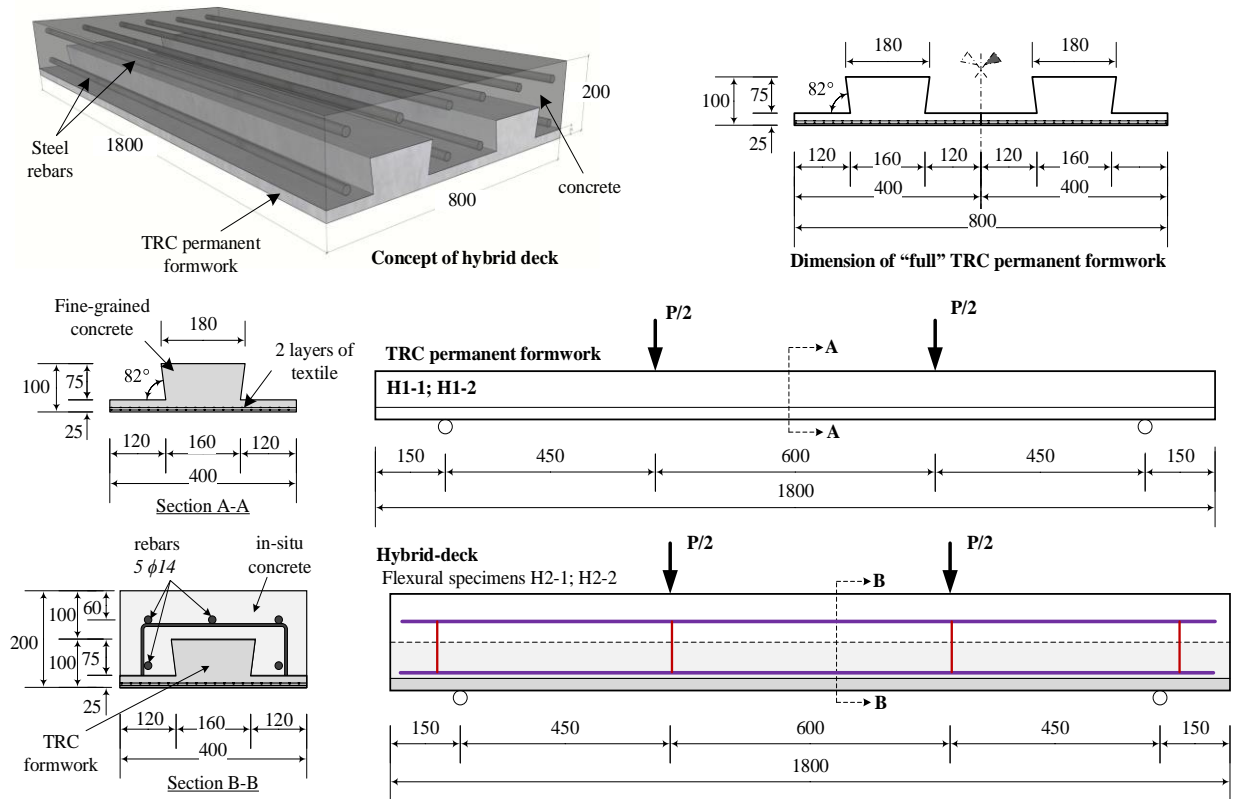 Steel
rebars
1800
800
200
concrete
TRC permanent
formwork
Concept of hybrid deck
180
180
100
75
82°
25
120
160
120
120
160
400
400
800
Dimension of “full” TRC permanent formwork
Fine-grained
concrete
180
2 layers of
textile
100
75
82°
25
120
160
120
400
Section A-A
P/2
P/2
TRC permanent formwork
H1-1; H1-2
A
A
150
450
600
450
150
1800
rebars
5 ϕ14
in-situ
concrete
200
100
60
100
75
25
120
160
120
TRC
formwork
400
Section B-B
P/2
P/2
Hybrid-deck
Flexural specimens H2-1; H2-2
B
B
150
450
600
450
150
1800